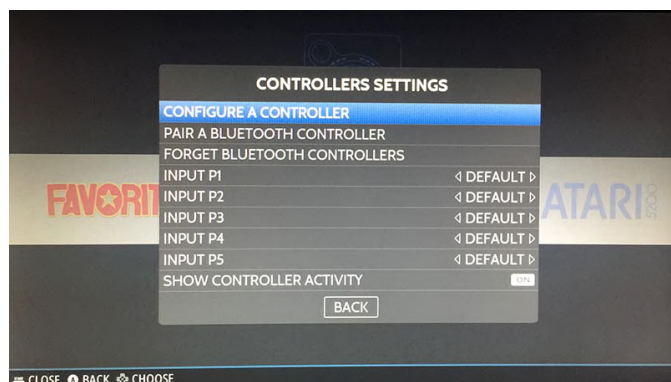 CONTROLLERS SETTINGS
CONFIGURE A CONTROLLER
PAIR A BLUETOOTH CONTROLLER
FORGET BLUETOOTH CONTROLLERS
INPUT P1 DEFAULT
INPUT P2 DEFAULT
INPUT P3 DEFAULT
INPUT P4 DEFAULT
INPUT P5 DEFAULT
SHOW CONTROLLER ACTIVITY ON
BACK
FAVORIT
ATARI 5200
CLOSE A BACK CHOOSE